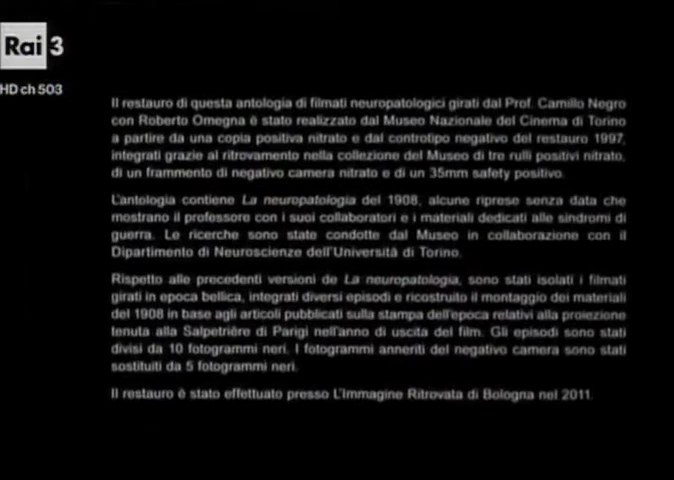 Rai 3
HD ch 503
Il restauro di questa antologia di filmati neuropatologici girati dal Prof. Camillo Negro
con Roberto Omegna è stato realizzato dal Museo Nazionale del Cinema di Torino
a partire da una copia positiva nitrato e dal controtipo negativo del restauro 1997,
integrati grazie al ritrovamento nella collezione del Museo di tre rulli positivi nitrato,
di un frammento di negativo camera nitrato e di un 35mm safety positivo.
L'antologia contiene La neuropatologia del 1908, alcune riprese senza data che
mostrano il professore con i suoi collaboratori e i materiali dedicati alle sindromi di
guerra. Le ricerche sono state condotte dal Museo in collaborazione con il
Dipartimento di Neuroscienze dell'Università di Torino.
Rispetto alle precedenti versioni de La neuropatologia, sono stati isolati i filmati
girati in epoca bellica, integrati diversi episodi e ricostruito il montaggio dei materiali
del 1908 in base agli articoli pubblicati sulla stampa dell'epoca relativi alla proiezione
tenuta alla Salpetrière di Parigi nell'anno di uscita del film. Gli episodi sono stati
divisi da 10 fotogrammi neri. I fotogrammi anneriti del negativo camera sono stati
sostituiti da 5 fotogrammi neri.
Il restauro è stato effettuato presso L'Immagine Ritrovata di Bologna nel 2011.